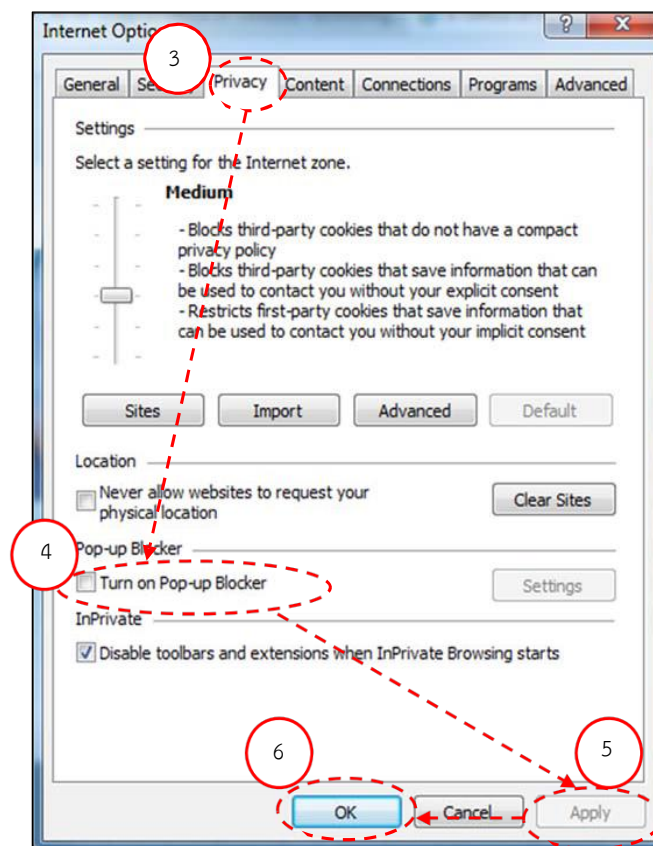 Internet Optio
3
General Se Privacy Content Connections Programs Advanced
Settings
Select a setting for the Internet zone.
Medium
- Blocks third-party cookies that do not have a compact
privacy policy
- Blocks third-party cookies that save information that can
be used to contact you without your explicit consent
- Restricts first-party cookies that save information that
can be used to contact you without your implicit consent
Sites Import Advanced Default
Location
Never allow websites to request your
physical location
Clear Sites
4
Pop-up Blocker
Turn on Pop-up Blocker
Settings
InPrivate
Disable toolbars and extensions when InPrivate Browsing starts
6
5
OK Cancel Apply